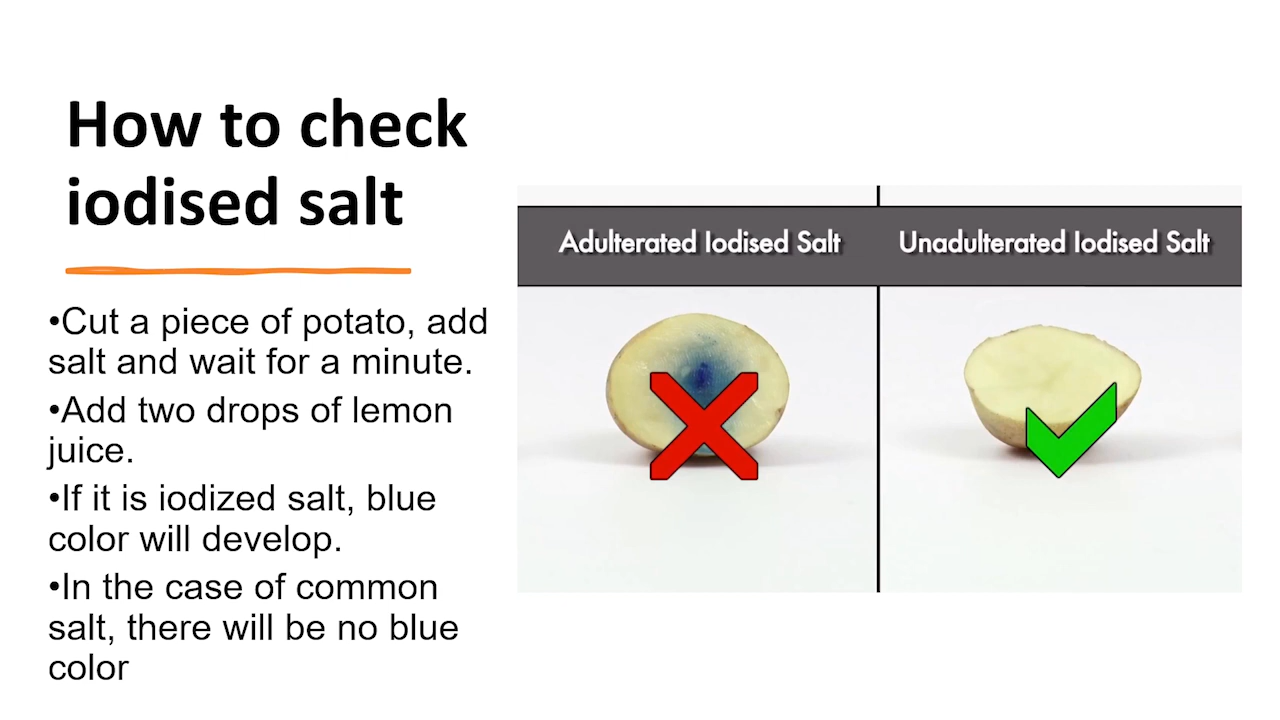 How to check
iodised salt
•Cut a piece of potato, add
salt and wait for a minute.
•Add two drops of lemon
juice.
•If it is iodized salt, blue
color will develop.
•In the case of common
salt, there will be no blue
color
Adulterated Iodised Salt
Unadulterated Iodised Salt